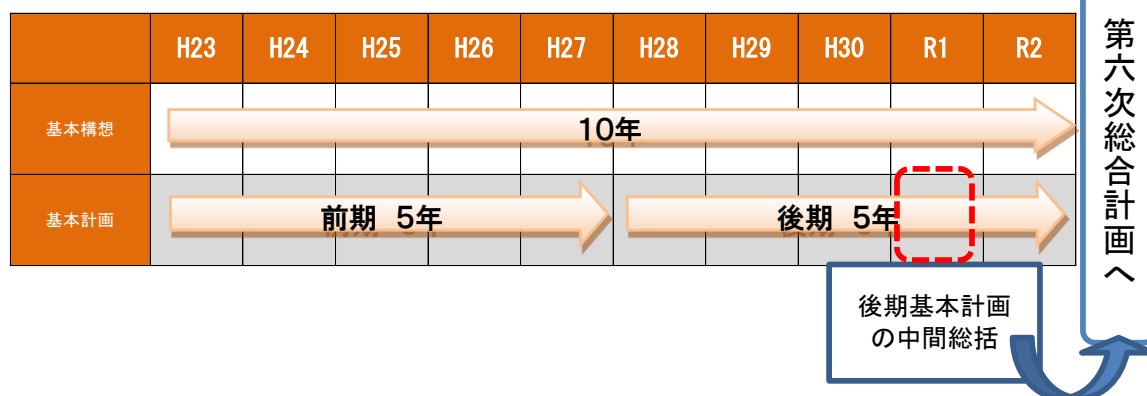 H23 H24 H25 H26 H27 H28 H29 H30 R1 R2
基本構想
10年
基本計画
前期 5年
後期 5年
後期基本計画
の中間総括
第六次総合計画へ